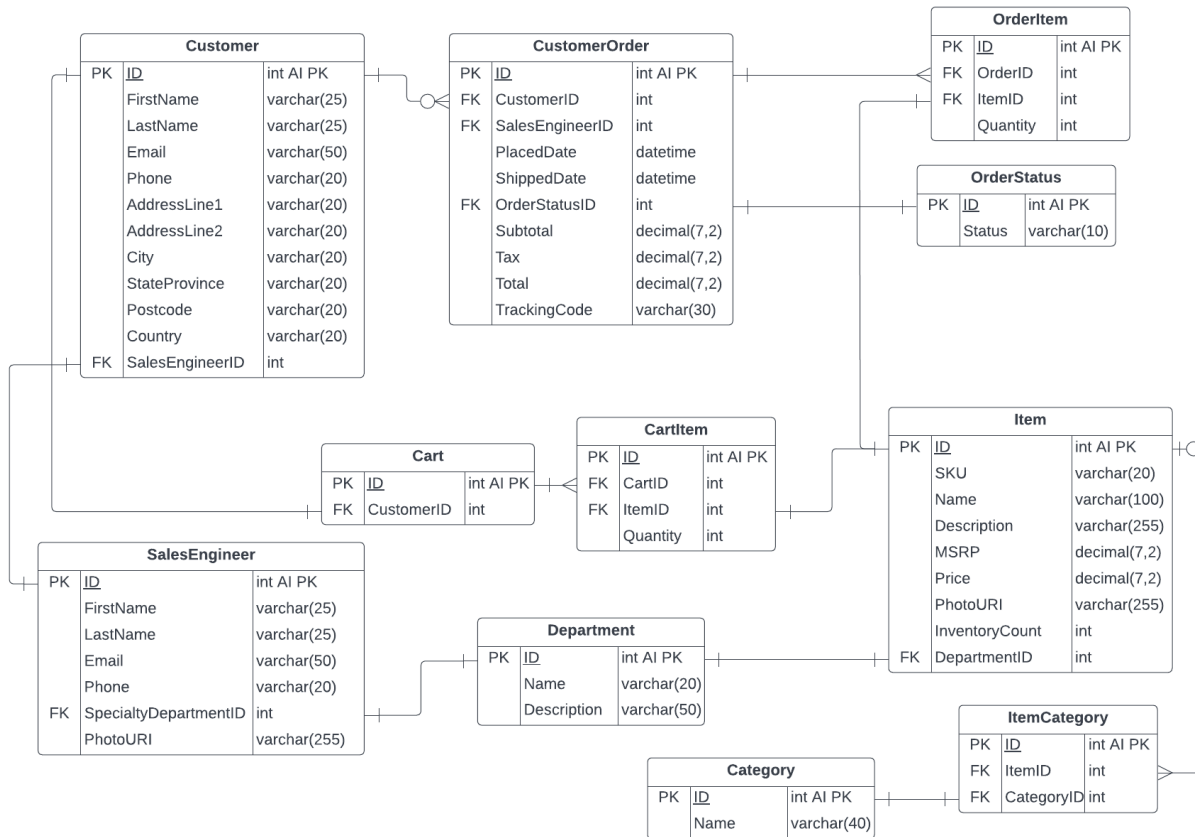 Customer
PK ID int AI PK
FirstName varchar(25)
LastName varchar(25)
Email varchar(50)
Phone varchar(20)
AddressLine1 varchar(20)
AddressLine2 varchar(20)
City varchar(20)
StateProvince varchar(20)
Postcode varchar(20)
Country varchar(20)
FK SalesEngineerID int
CustomerOrder
PK ID int AI PK
FK CustomerID int
FK SalesEngineerID int
PlacedDate datetime
ShippedDate datetime
FK OrderStatusID int
Subtotal decimal(7,2)
Tax decimal(7,2)
Total decimal(7,2)
TrackingCode varchar(30)
OrderItem
PK ID int AI PK
FK OrderID int
FK ItemID int
Quantity int
OrderStatus
PK ID int AI PK
Status varchar(10)
Cart
PK ID int AI PK
FK CustomerID int
CartItem
PK ID int AI PK
FK CartID int
FK ItemID int
Quantity int
Item
PK ID int AI PK
SKU varchar(20)
Name varchar(100)
Description varchar(255)
MSRP decimal(7,2)
Price decimal(7,2)
PhotoURI varchar(255)
InventoryCount int
FK DepartmentID int
SalesEngineer
PK ID int AI PK
FirstName varchar(25)
LastName varchar(25)
Email varchar(50)
Phone varchar(20)
FK SpecialtyDepartmentID int
PhotoURI varchar(255)
Department
PK ID int AI PK
Name varchar(20)
Description varchar(50)
ItemCategory
PK ID int AI PK
FK ItemID int
FK CategoryID int
Category
PK ID int AI PK
Name varchar(40)